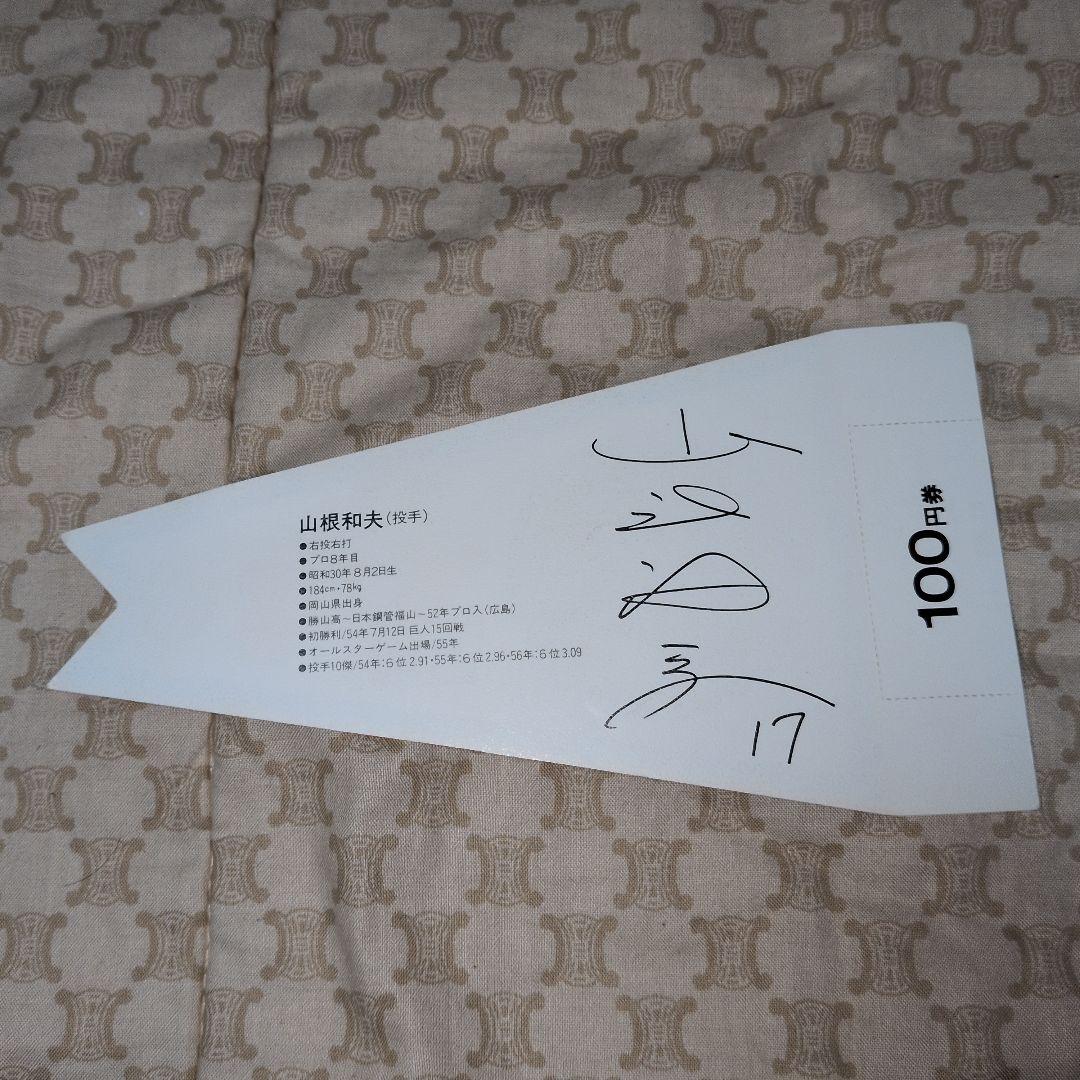 山根和夫(投手)
●右投右打
●プロ8年目
●昭和30年8月2日生
●184cm・78kg
●岡山県出身
●勝山高~日本鋼管福山~52年プロ入(広島)
●初勝利/54年7月12日 巨人15回戦
●オールスターゲーム出場/55年
●投手10傑/54年:6位2.91・55年:6位2.96・56年:6位3.09
17
100円券